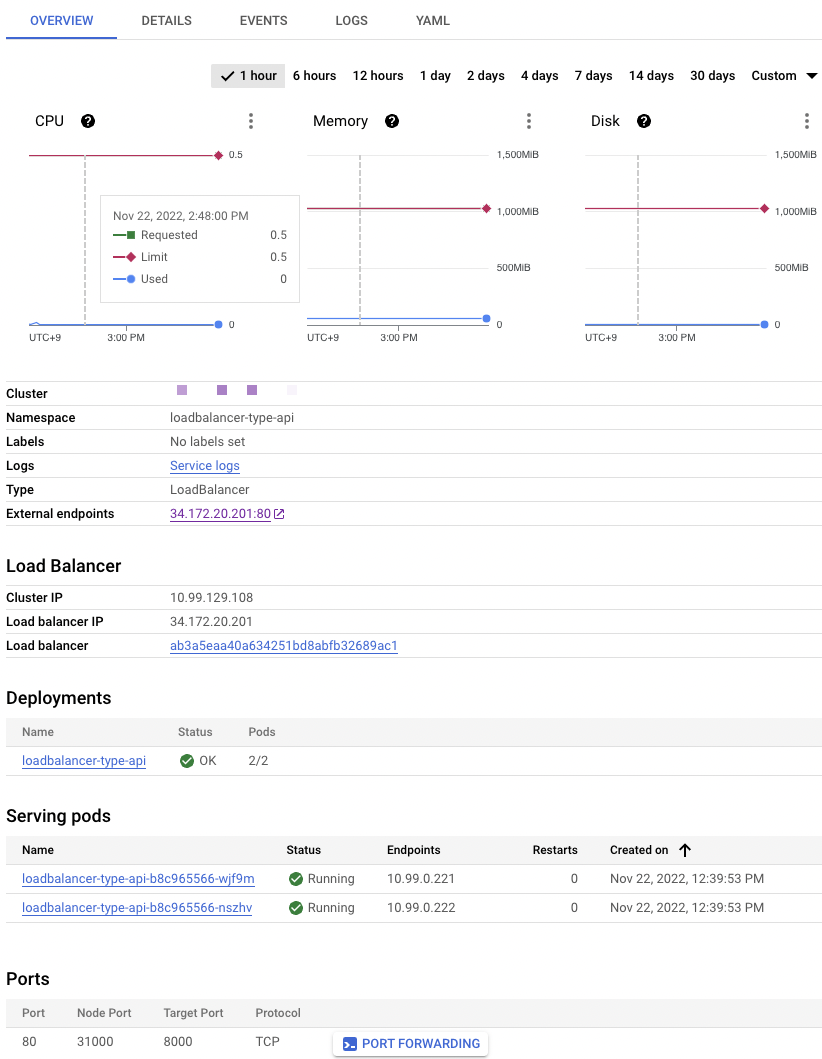 OVERVIEW DETAILS EVENTS LOGS YAML
1 hour 6 hours 12 hours 1 day 2 days 4 days 7 days 14 days 30 days Custom
CPU
0.5
Nov 22, 2022, 2:48:00 PM
Requested 0.5
Limit 0.5
Used 0
0
UTC+9 3:00 PM
Memory
1,500MiB
1,000MiB
500MiB
0
UTC+9 3:00 PM
Disk
1,500MiB
1,000MiB
500MiB
0
UTC+9 3:00 PM
Cluster
Namespace loadbalancer-type-api
Labels No labels set
Logs Service logs
Type LoadBalancer
External endpoints 34.172.20.201:80
Load Balancer
Cluster IP 10.99.129.108
Load balancer IP 34.172.20.201
Load balancer ab3a5eaa40a634251bd8abfb32689ac1
Deployments
Name Status Pods
loadbalancer-type-api OK 2/2
Serving pods
Name Status Endpoints Restarts Created on
loadbalancer-type-api-b8c965566-wjf9m Running 10.99.0.221 0 Nov 22, 2022, 12:39:53 PM
loadbalancer-type-api-b8c965566-nszhv Running 10.99.0.222 0 Nov 22, 2022, 12:39:53 PM
Ports
Port Node Port Target Port Protocol
80 31000 8000 TCP PORT FORWARDING